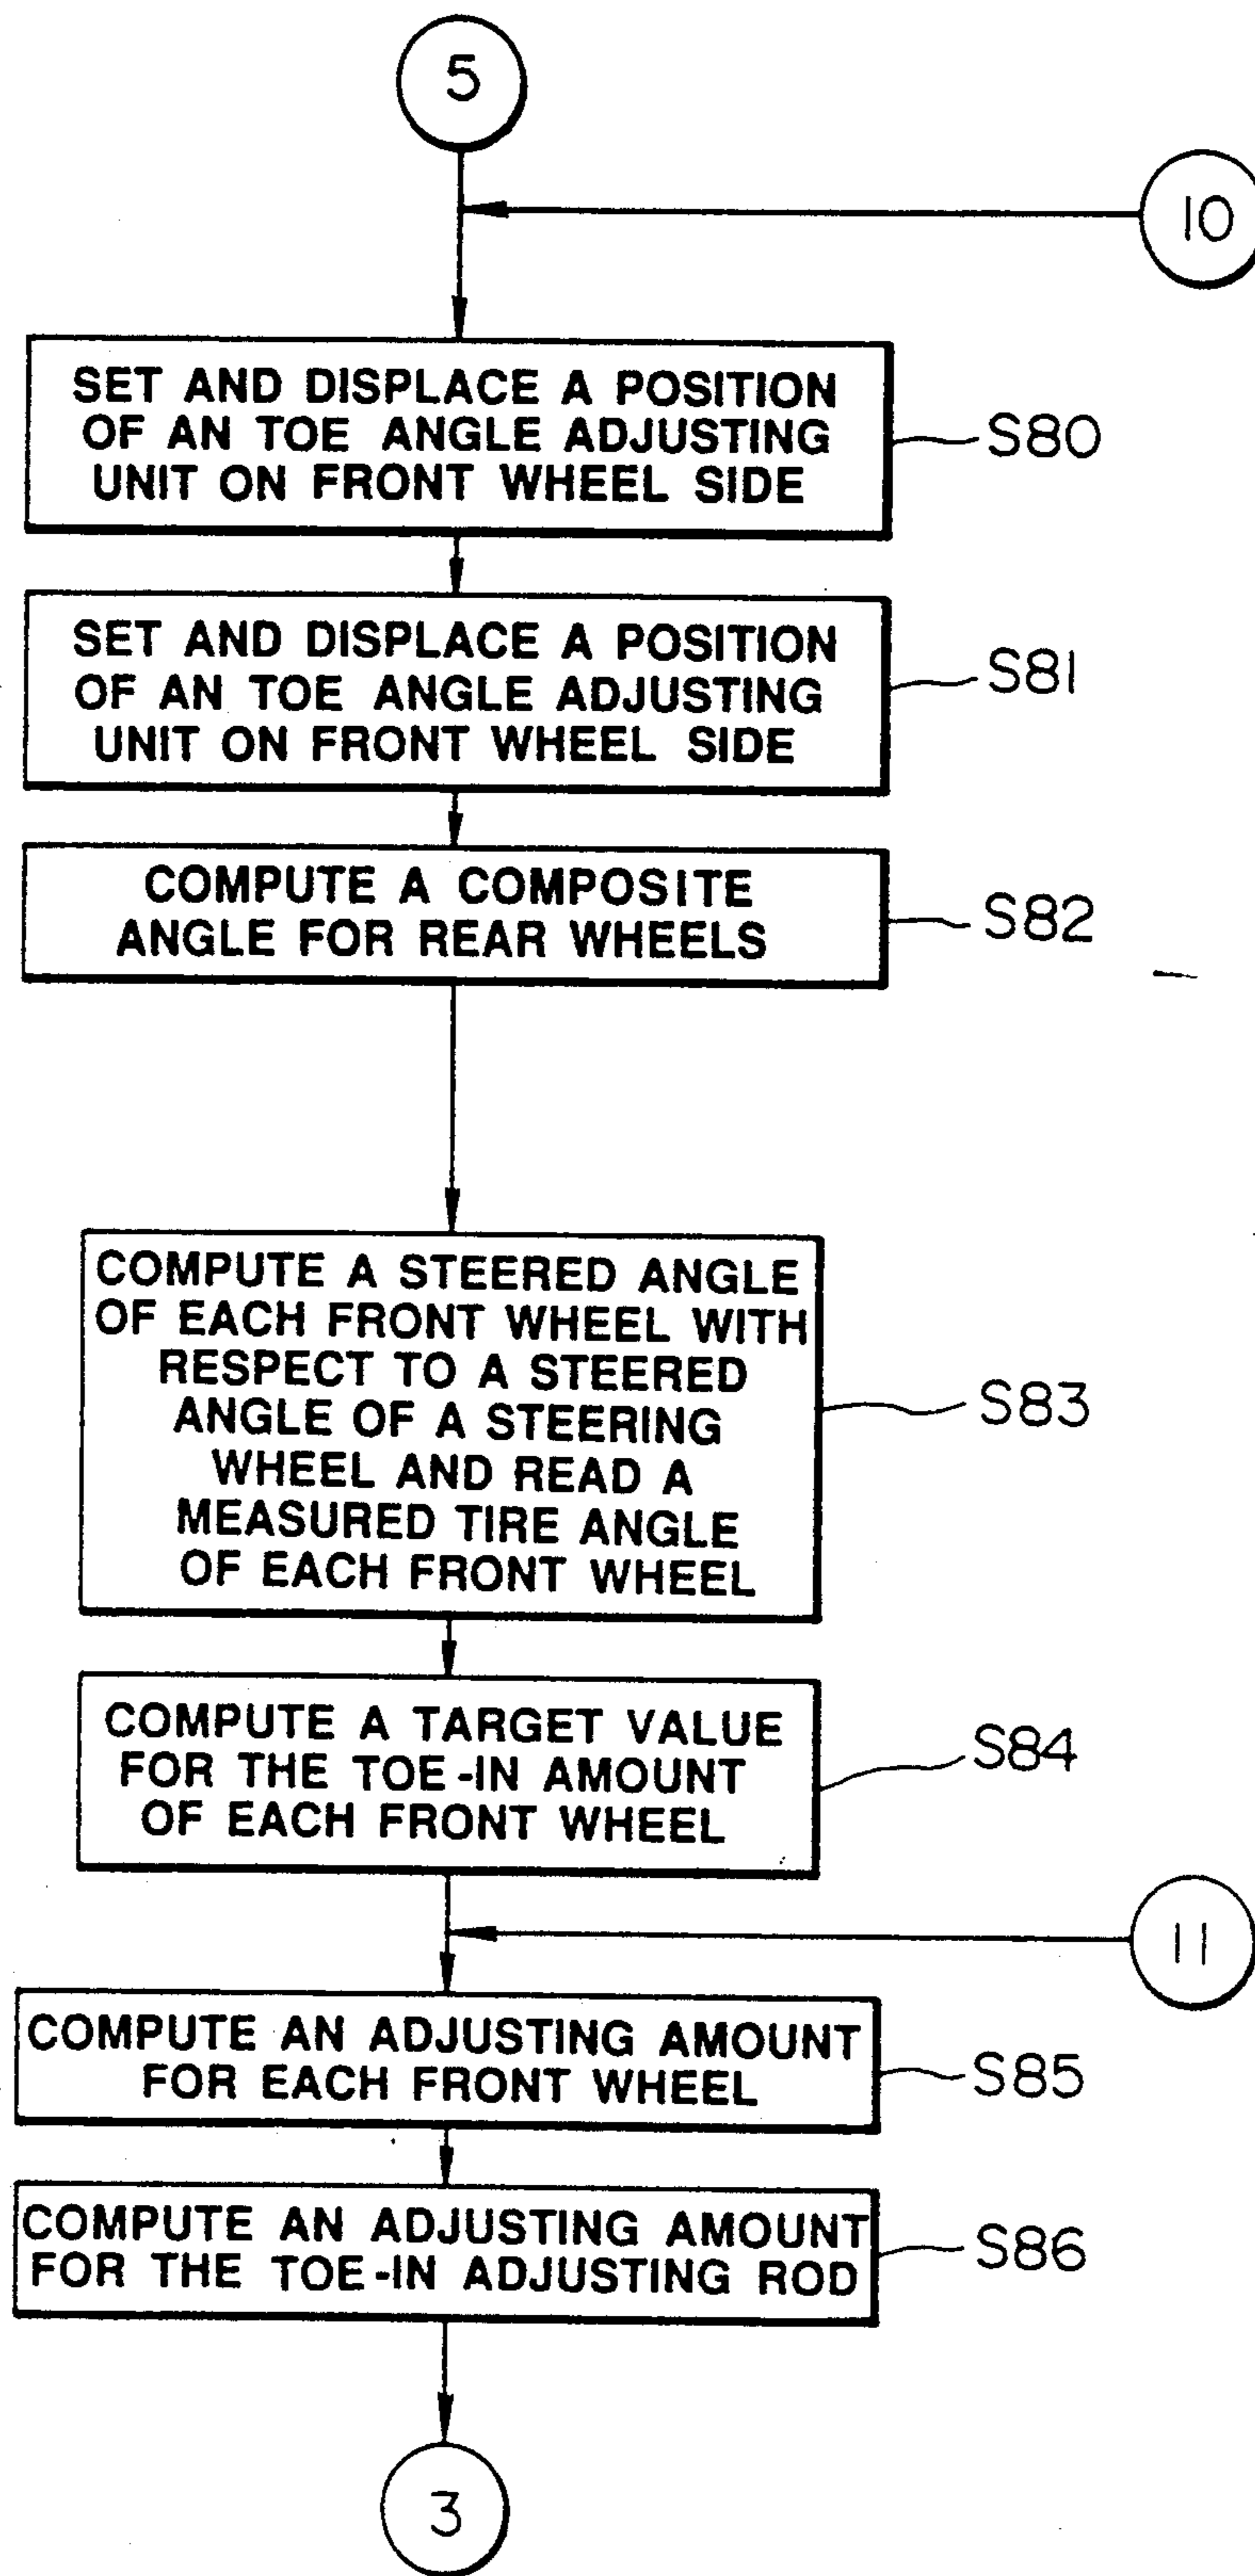 5
10
SET AND DISPLACE A POSITION
OF AN TOE ANGLE ADJUSTING
UNIT ON FRONT WHEEL SIDE
S80
SET AND DISPLACE A POSITION
OF AN TOE ANGLE ADJUSTING
UNIT ON FRONT WHEEL SIDE
S81
COMPUTE A COMPOSITE
ANGLE FOR REAR WHEELS
S82
COMPUTE A STEERED ANGLE
OF EACH FRONT WHEEL WITH
RESPECT TO A STEERED
ANGLE OF A STEERING
WHEEL AND READ A
MEASURED TIRE ANGLE
OF EACH FRONT WHEEL
S83
COMPUTE A TARGET VALUE
FOR THE TOE-IN AMOUNT
OF EACH FRONT WHEEL
S84
11
COMPUTE AN ADJUSTING AMOUNT
FOR EACH FRONT WHEEL
S85
COMPUTE AN ADJUSTING AMOUNT
FOR THE TOE-IN ADJUSTING ROD
S86
3